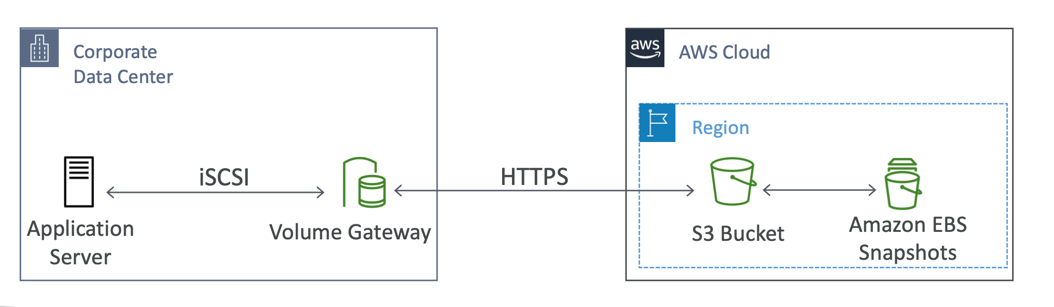 Corporate
Data Center
aws
AWS Cloud
Region
iSCSI
HTTPS
Application
Server
Volume Gateway
S3 Bucket
Amazon EBS
Snapshots